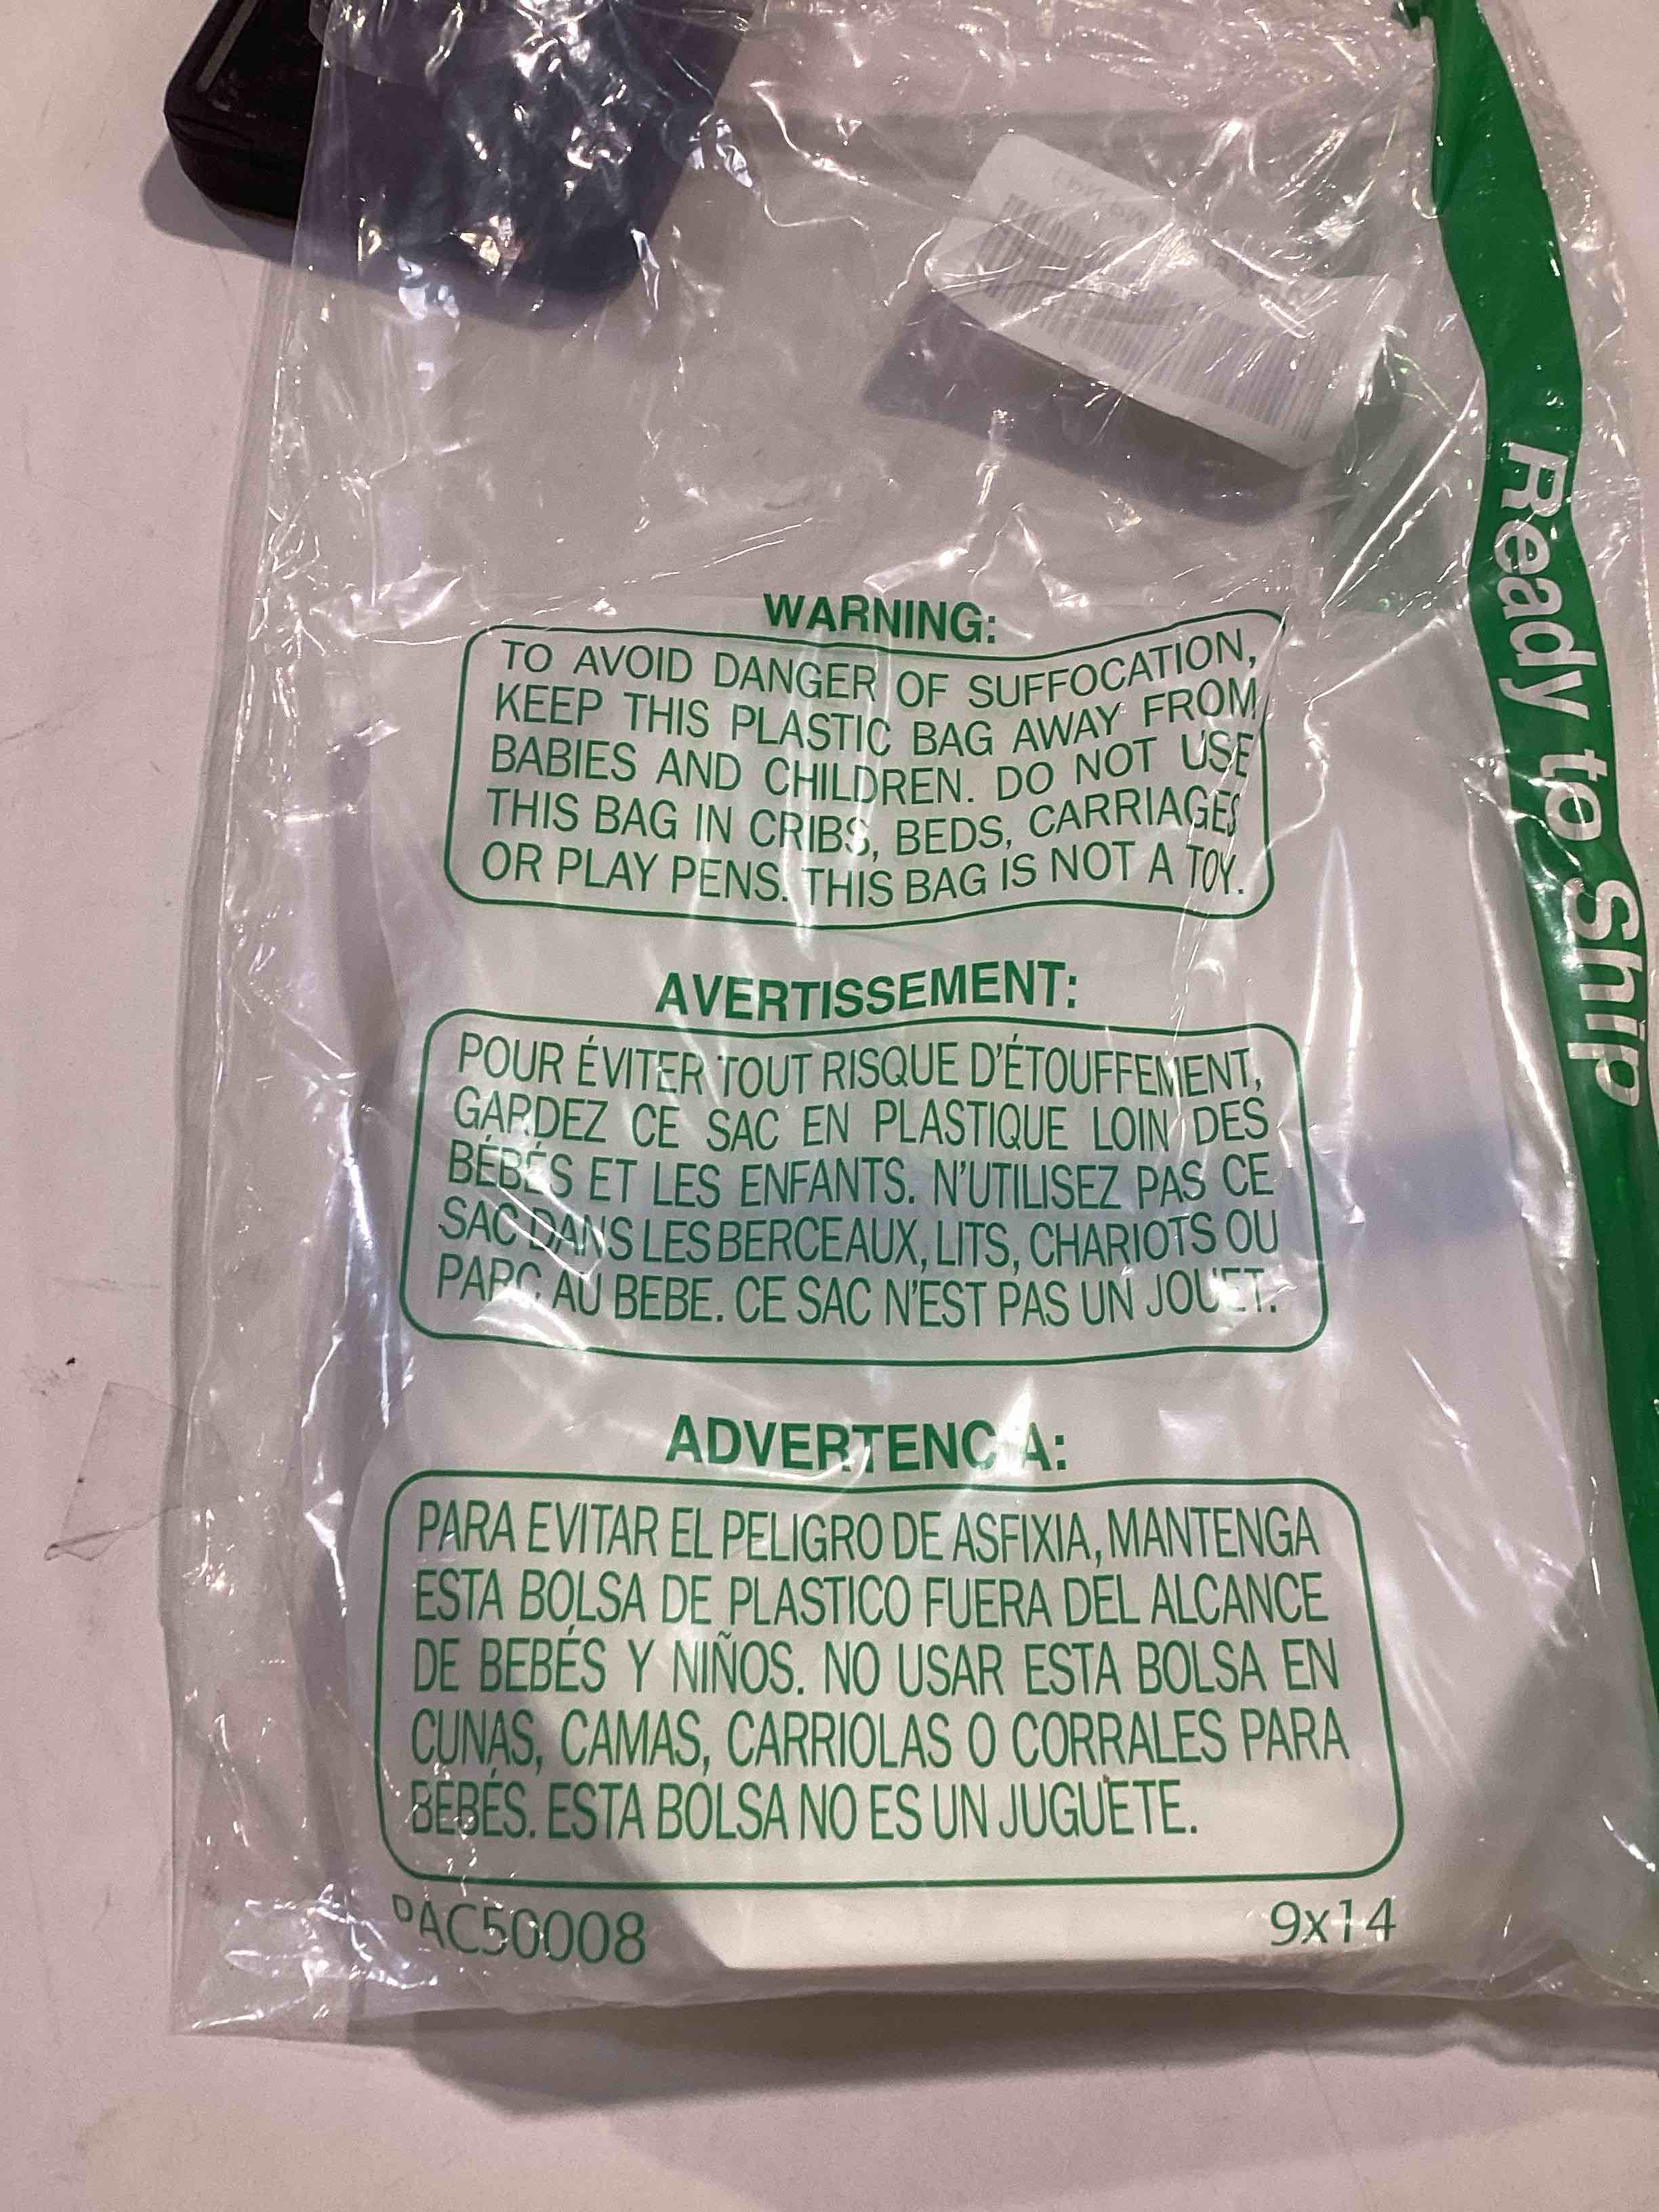 WARNING:
TO AVOID DANGER OF SUFFOCATION,
KEEP THIS PLASTIC BAG AWAY FROM
BABIES AND CHILDREN. DO NOT USE
THIS BAG IN CRIBS, BEDS, CARRIAGES
OR PLAY PENS. THIS BAG IS NOT A TOY.
AVERTISSEMENT:
POUR ÉVITER TOUT RISQUE D'ÉTOUFFEMENT,
GARDEZ CE SAC EN PLASTIQUE LOIN DES
BÉBÉS ET LES ENFANTS. N'UTILISEZ PAS CE
SAC DANS LES BERCEAUX, LITS, CHARIOTS OU
PARC AU BEBE. CE SAC N'EST PAS UN JOUET.
ADVERTENCIA:
PARA EVITAR EL PELIGRO DE ASFIXIA, MANTENGA
ESTA BOLSA DE PLASTICO FUERA DEL ALCANCE
DE BEBÉS Y NIÑOS. NO USAR ESTA BOLSA EN
CUNAS, CAMAS, CARRIOLAS O CORRALES PARA
BEBÉS. ESTA BOLSA NO ES UN JUGUETE.
PAC50008
9x14
Ready to Ship